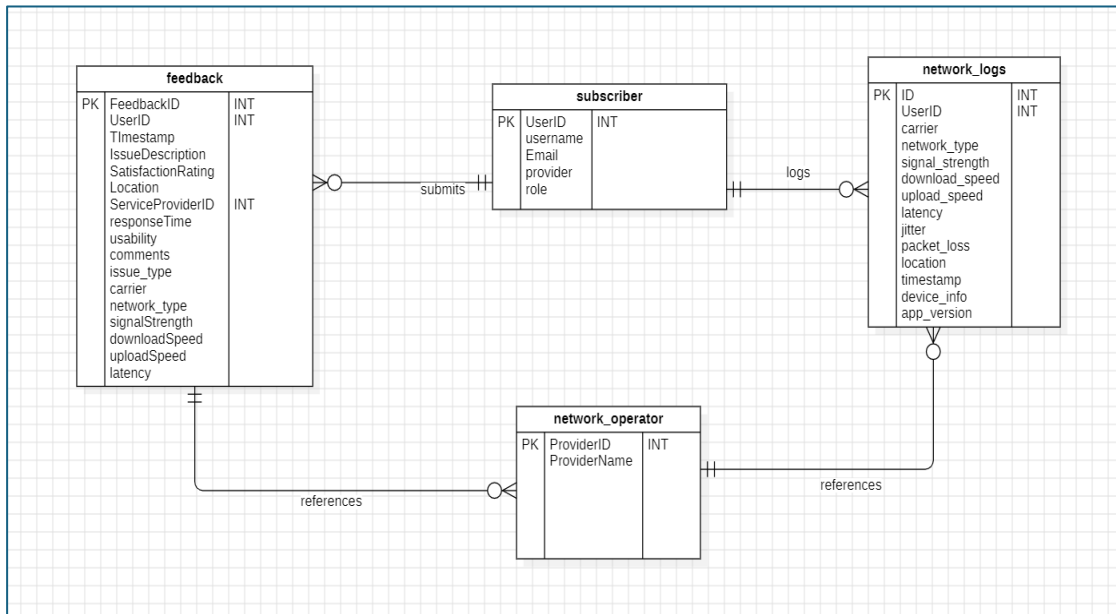 feedback
PK FeedbackID INT
UserID INT
TImestamp
IssueDescription
SatisfactionRating
Location
ServiceProviderID INT
responseTime
usability
comments
issue_type
carrier
network_type
signalStrength
downloadSpeed
uploadSpeed
latency
submits
subscriber
PK UserID INT
username
Email
provider
role
logs
network_logs
PK ID INT
UserID INT
carrier
network_type
signal_strength
download_speed
upload_speed
latency
jitter
packet_loss
location
timestamp
device_info
app_version
network_operator
PK ProviderID INT
ProviderName
references
references